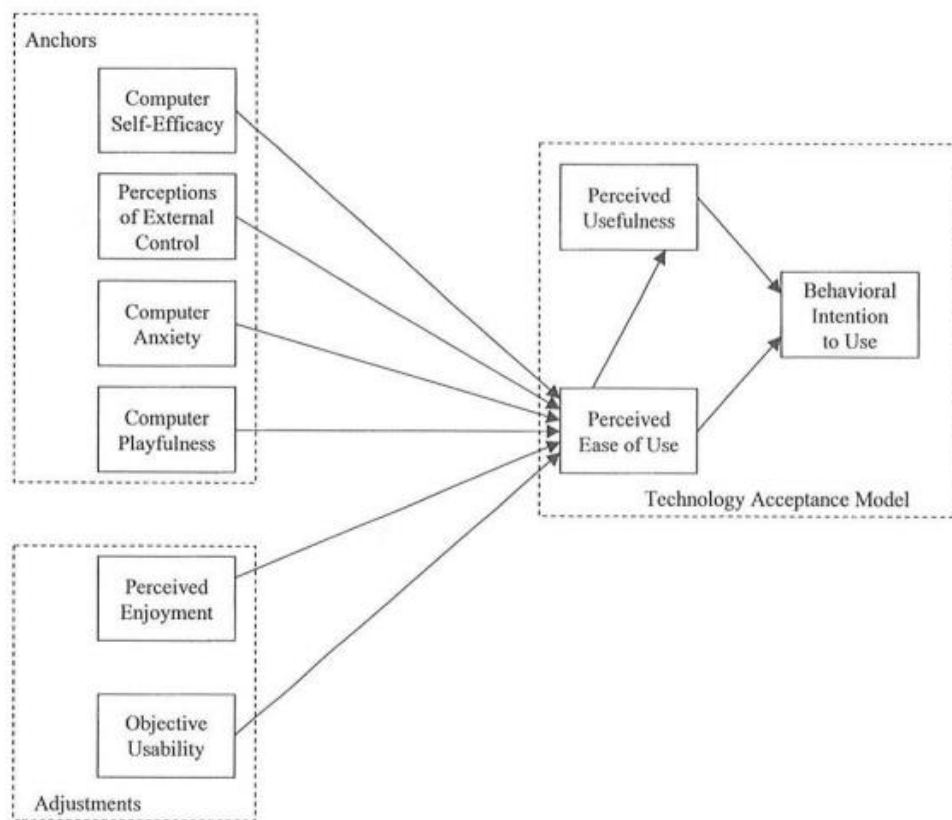 Anchors
Computer
Self-Efficacy
Perceptions
of External
Control
Computer
Anxiety
Computer
Playfulness
Perceived
Usefulness
Behavioral
Intention
to Use
Perceived
Ease of Use
Technology Acceptance Model
Perceived
Enjoyment
Objective
Usability
Adjustments